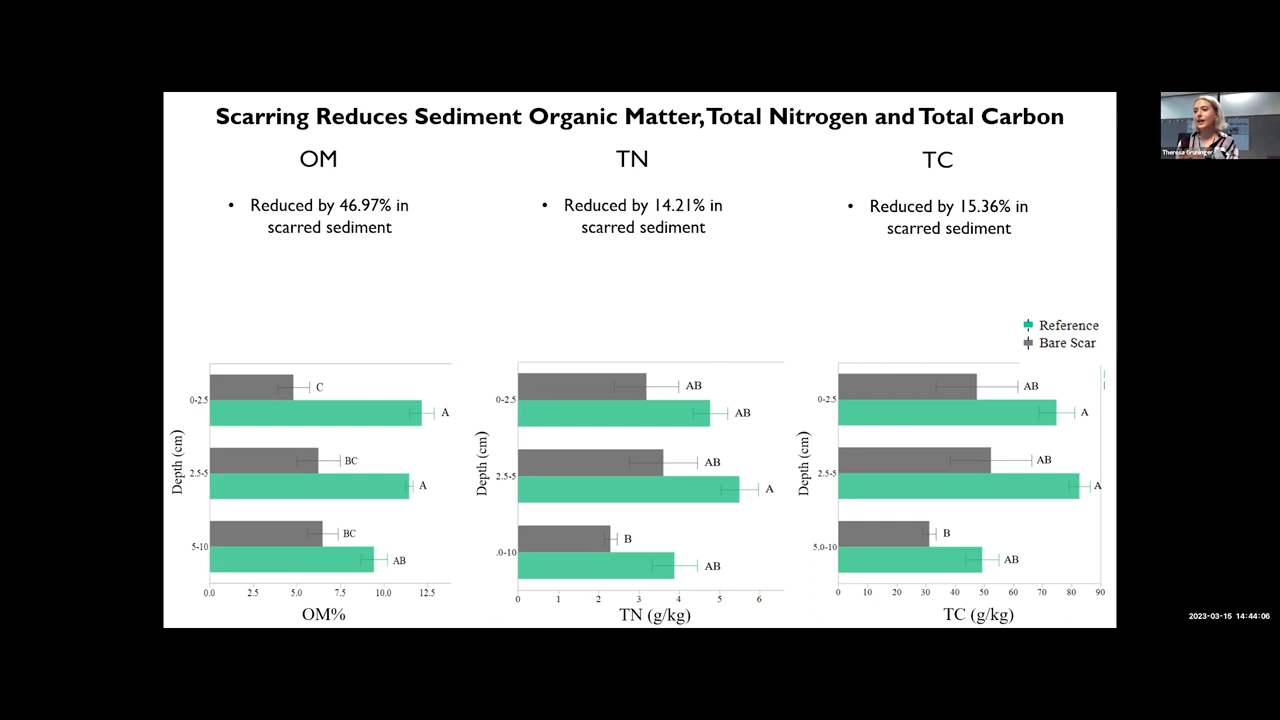 Scarring Reduces Sediment Organic Matter, Total Nitrogen and Total Carbon
OM
• Reduced by 46.97% in
scarred sediment
TN
• Reduced by 14.21% in
scarred sediment
TC
• Reduced by 15.36% in
scarred sediment
Reference
Bare Scar
Depth (cm)
0-2.5
C
A
2.5-5
BC
A
5-10
BC
AB
0.0 2.5 5.0 7.5 10.0 12.5
OM%
Depth (cm)
0-2.5
AB
AB
2.5-5
AB
A
.0-10
B
AB
0 1 2 3 4 5 6
TN (g/kg)
Depth (cm)
0-2.5
AB
A
2.5-5
AB
A
5.0-10
B
AB
0 10 20 30 40 50 60 70 80 90
TC (g/kg)
Theresa Gruninger
2023-03-15 14:44:06